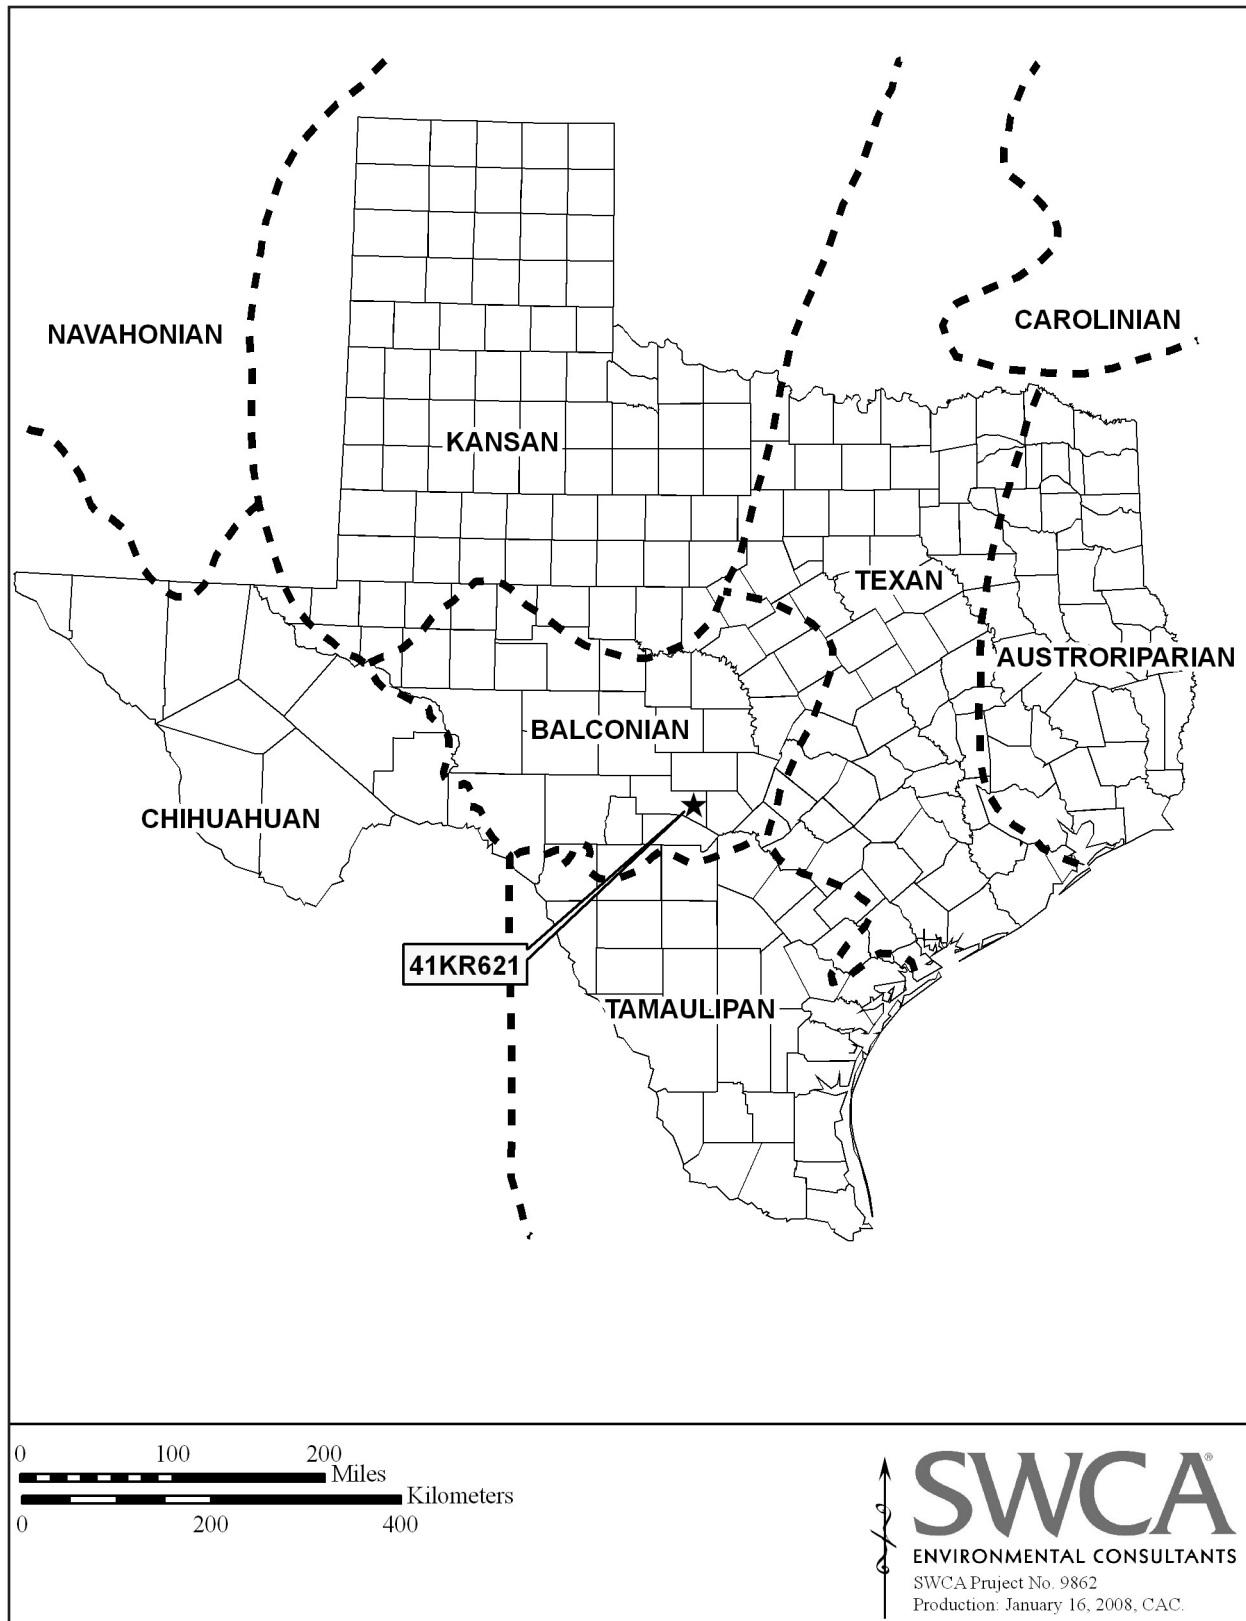 NAVAHONIAN
CAROLINIAN
KANSAN
TEXAN
AUSTRORIPARIAN
BALCONIAN
CHIHUAHUAN
41KR621
TAMAULIPAN
0 100 200
Miles
Kilometers
0 200 400
SWCA®
ENVIRONMENTAL CONSULTANTS
SWCA Pruject No. 9862
Production: January 16, 2008, CAC.